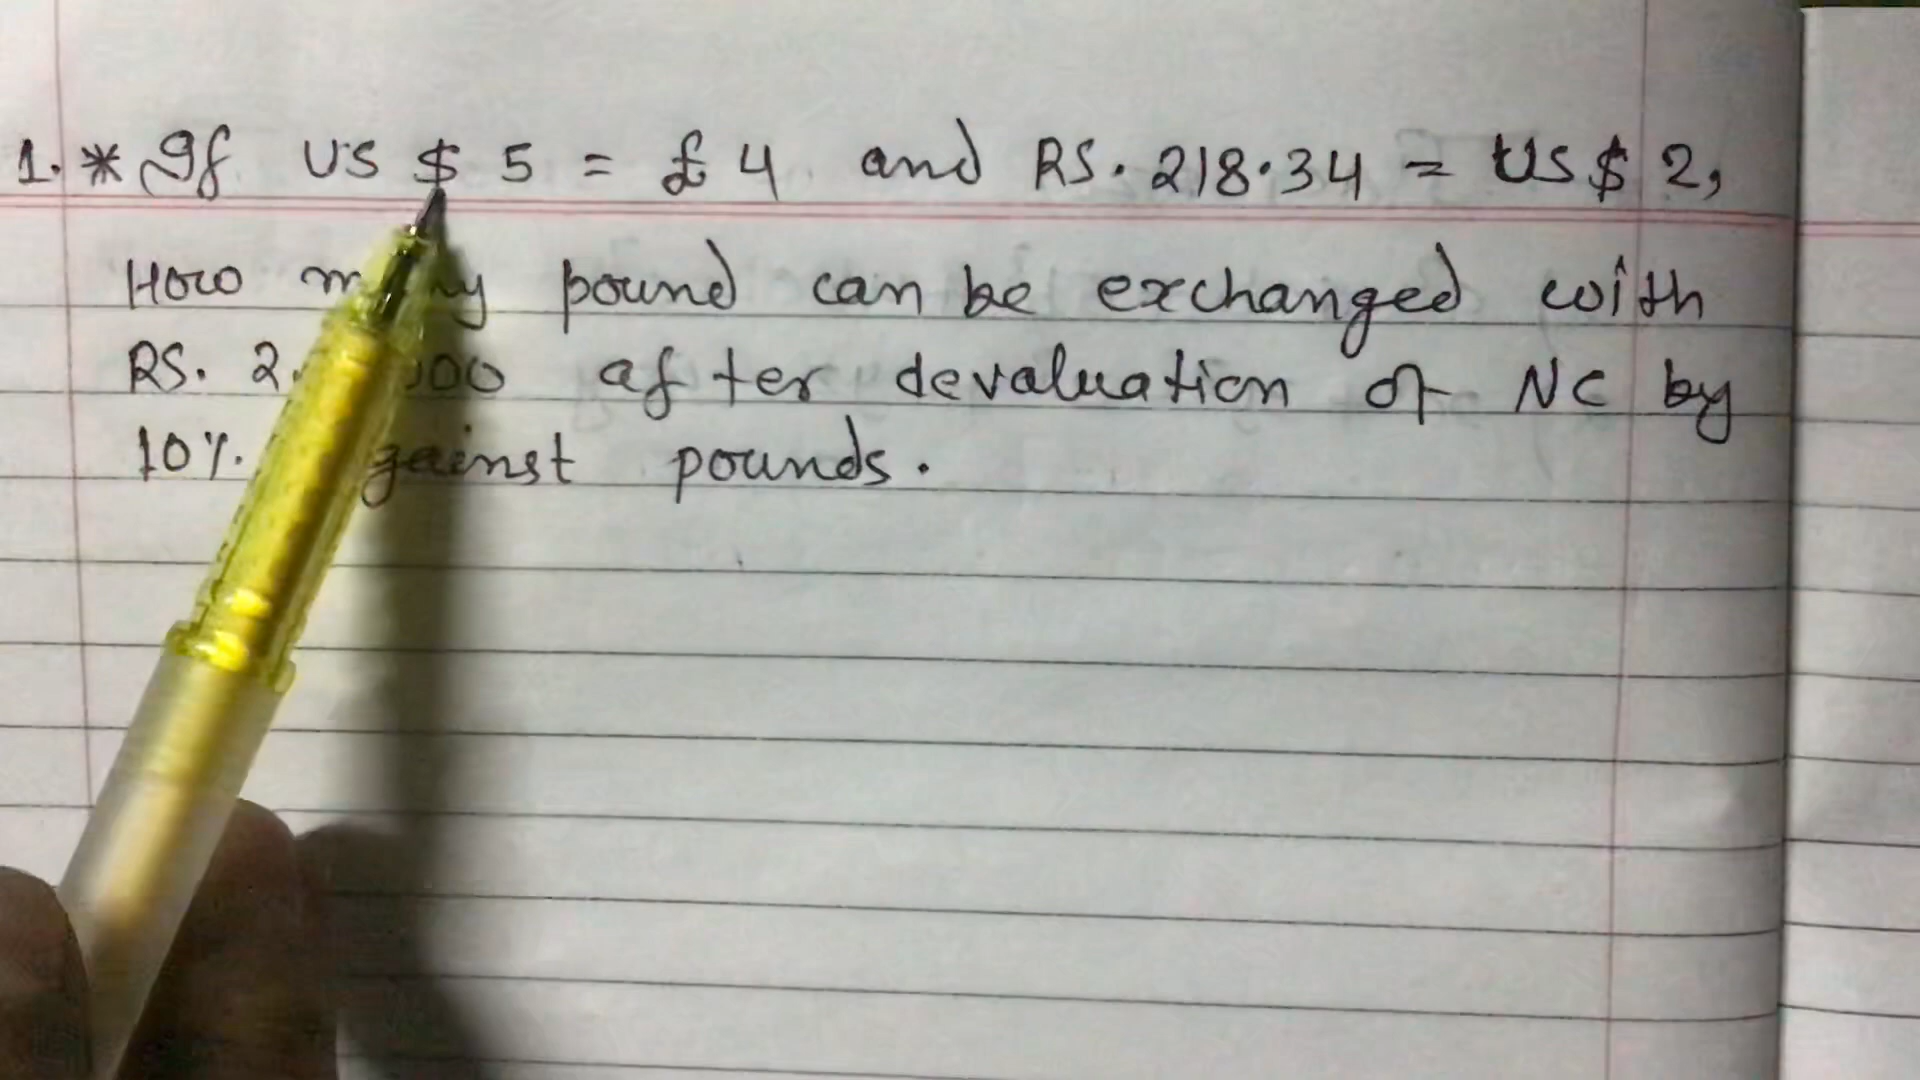 1. * If US $ 5 = £ 4 and RS. 218.34 = US $ 2,
How pound can be exchanged with
RS. after devaluation of NC by
10% pounds.